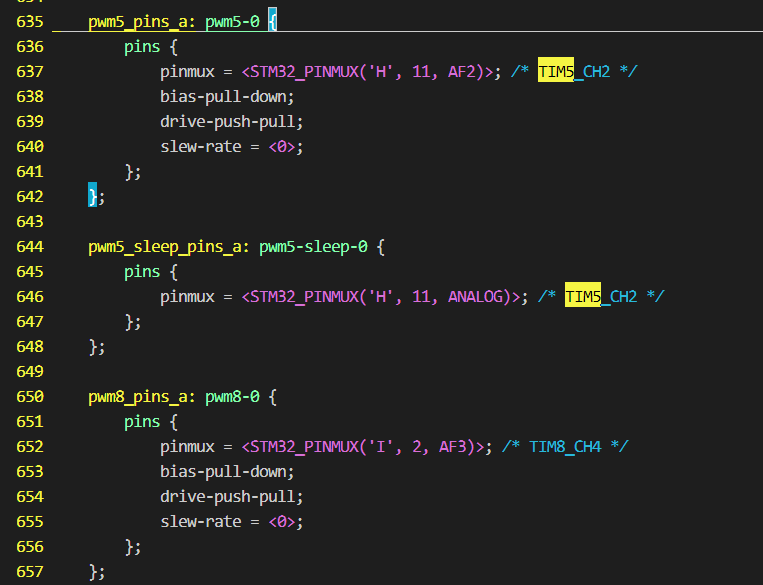 635 pwm5_pins_a: pwm5-0 {
636 pins {
637 pinmux = <STM32_PINMUX('H', 11, AF2)>; /* TIM5_CH2 */
638 bias-pull-down;
639 drive-push-pull;
640 slew-rate = <0>;
641 };
642 };
643
644 pwm5_sleep_pins_a: pwm5-sleep-0 {
645 pins {
646 pinmux = <STM32_PINMUX('H', 11, ANALOG)>; /* TIM5_CH2 */
647 };
648 };
649
650 pwm8_pins_a: pwm8-0 {
651 pins {
652 pinmux = <STM32_PINMUX('I', 2, AF3)>; /* TIM8_CH4 */
653 bias-pull-down;
654 drive-push-pull;
655 slew-rate = <0>;
656 };
657 };